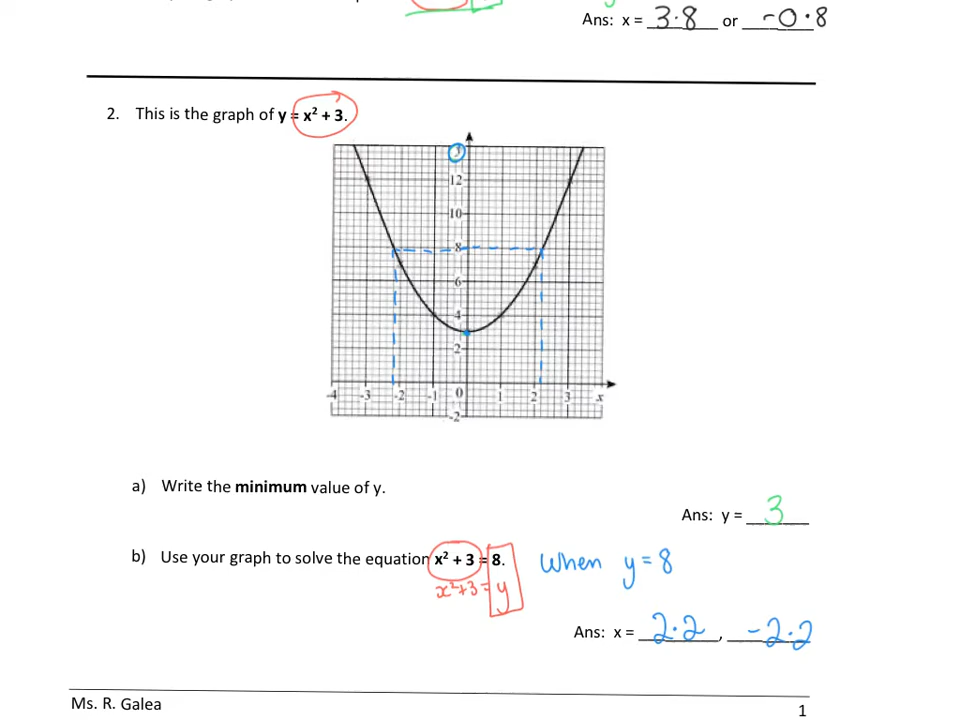 Ans: x = 3.8 or -0.8
2. This is the graph of y = x² + 3.
12
10
8
6
4
2
-4 -3 -2 -1 0 1 2 3 x
-2
a) Write the minimum value of y.
Ans: y = 3
b) Use your graph to solve the equation x² + 3 = 8. When y = 8
x²+3 = y
Ans: x = 2.2, -2.2
Ms. R. Galea
1